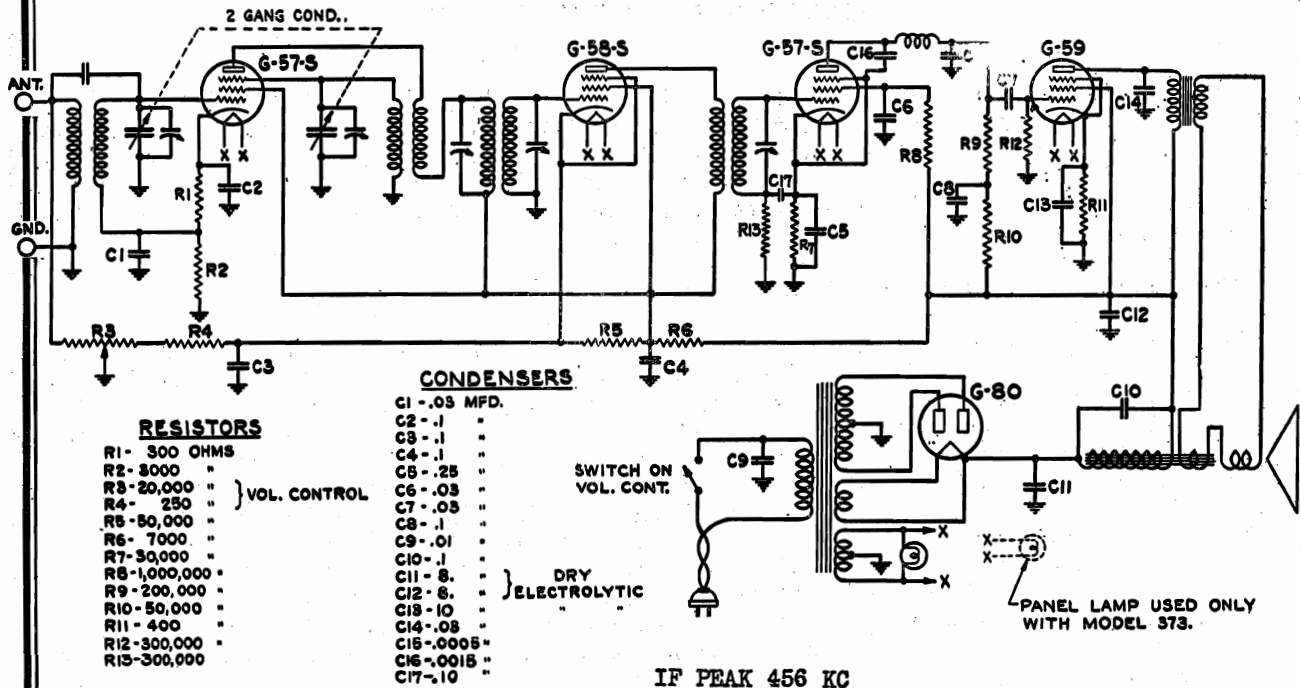 2 GANG COND.
G-57-S
G-58-S
G-57-S
C16
G-59
ANT.
C6
C7
C14
R8
R9
R12
X X
X X
X X
X X
R1
C2
C17
C8
C13
R11
GND.
C1
R13
R7
C5
R10
R2
R3
R4
R5
R6
C12
C3
C4
CONDENSERS
C1-.03 MFD.
C2-.1 "
C3-.1 "
C4-.1 "
C5-.25 "
C6-.03 "
C7-.03 "
C8-.1 "
C9-.01 "
C10-.1 "
C11-8. "
C12-8. "
DRY
ELECTROLYTIC
C13-10 " " "
C14-.03 "
C15-.0005 "
C16-.0015 "
C17-.10 "
RESISTORS
R1- 300 OHMS
R2-3000 "
R3-20,000 "
R4- 250 "
VOL. CONTROL
R5-50,000 "
R6- 7000 "
R7-30,000 "
R8-1,000,000 "
R9-200,000 "
R10-50,000 "
R11-400 "
R12-300,000 "
R13-300,000
SWITCH ON
VOL. CONT.
C9
G-80
C10
C11
X
X
X
X
PANEL LAMP USED ONLY
WITH MODEL 373.
IF PEAK 456 KC